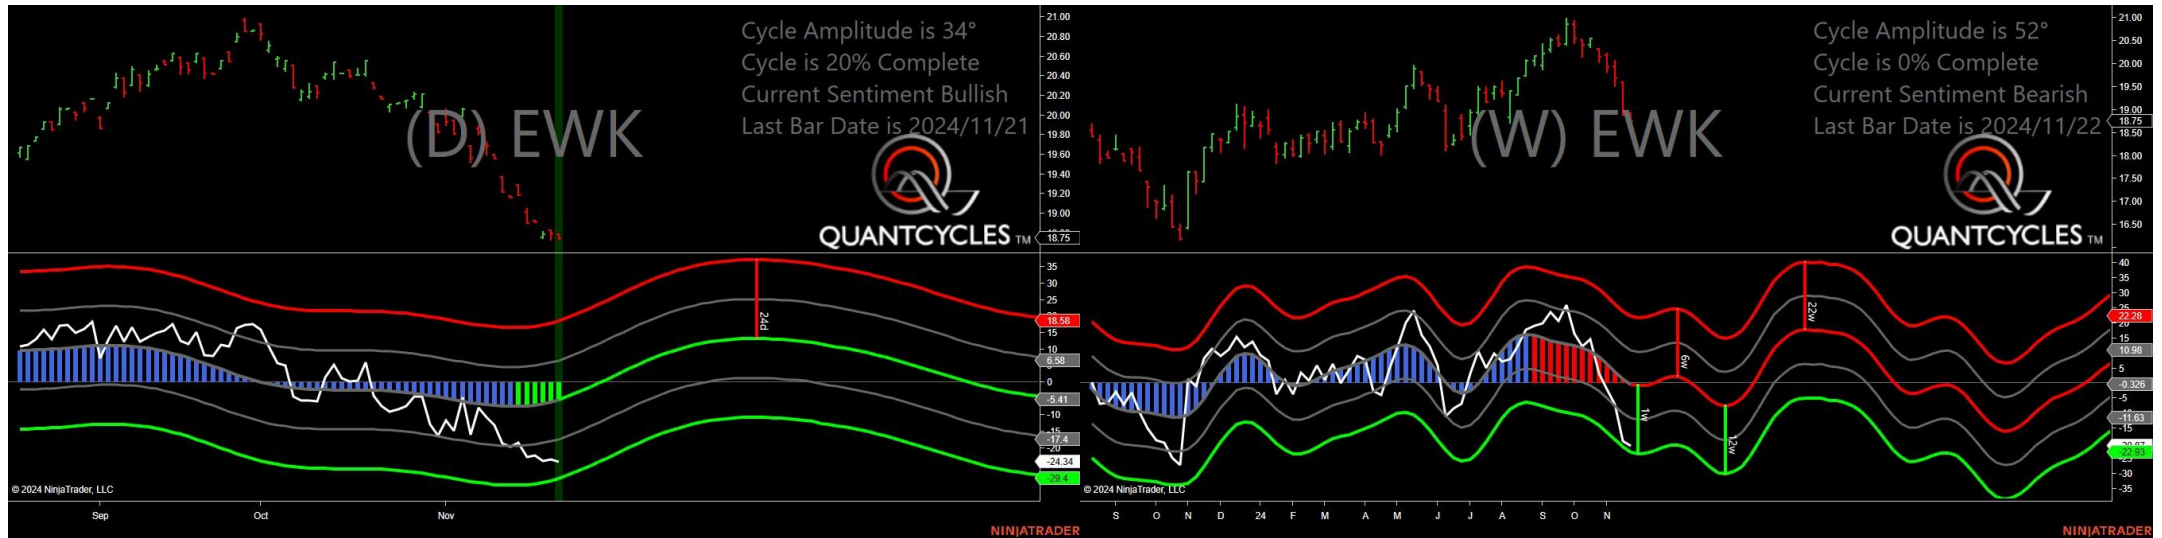 Cycle Amplitude is 34°
Cycle is 20% Complete
Current Sentiment Bullish
Last Bar Date is 2024/11/21
(D) EWK
QUANTCYCLES TM
21.00
20.80
20.60
20.40
20.20
20.00
19.80
19.60
19.40
19.20
19.00
18.75
24d
35
30
25
18.58
15
10
6.58
0
-5.41
-10
-15
-17.4
-20
-24.34
-29.4
© 2024 NinjaTrader, LLC
Sep Oct Nov
NINJATRADER
Cycle Amplitude is 52°
Cycle is 0% Complete
Current Sentiment Bearish
Last Bar Date is 2024/11/22
(W) EWK
QUANTCYCLES TM
21.00
20.50
20.00
19.50
19.00
18.75
18.50
18.00
17.50
17.00
16.50
1w
6w
12w
22w
40
35
30
25
22.28
20
15
10.98
5
-0.326
-5
-11.63
-15
-22.93
-30
-35
© 2024 NinjaTrader, LLC
S O N D 24 F M A M J J A S O N
NINJATRADER